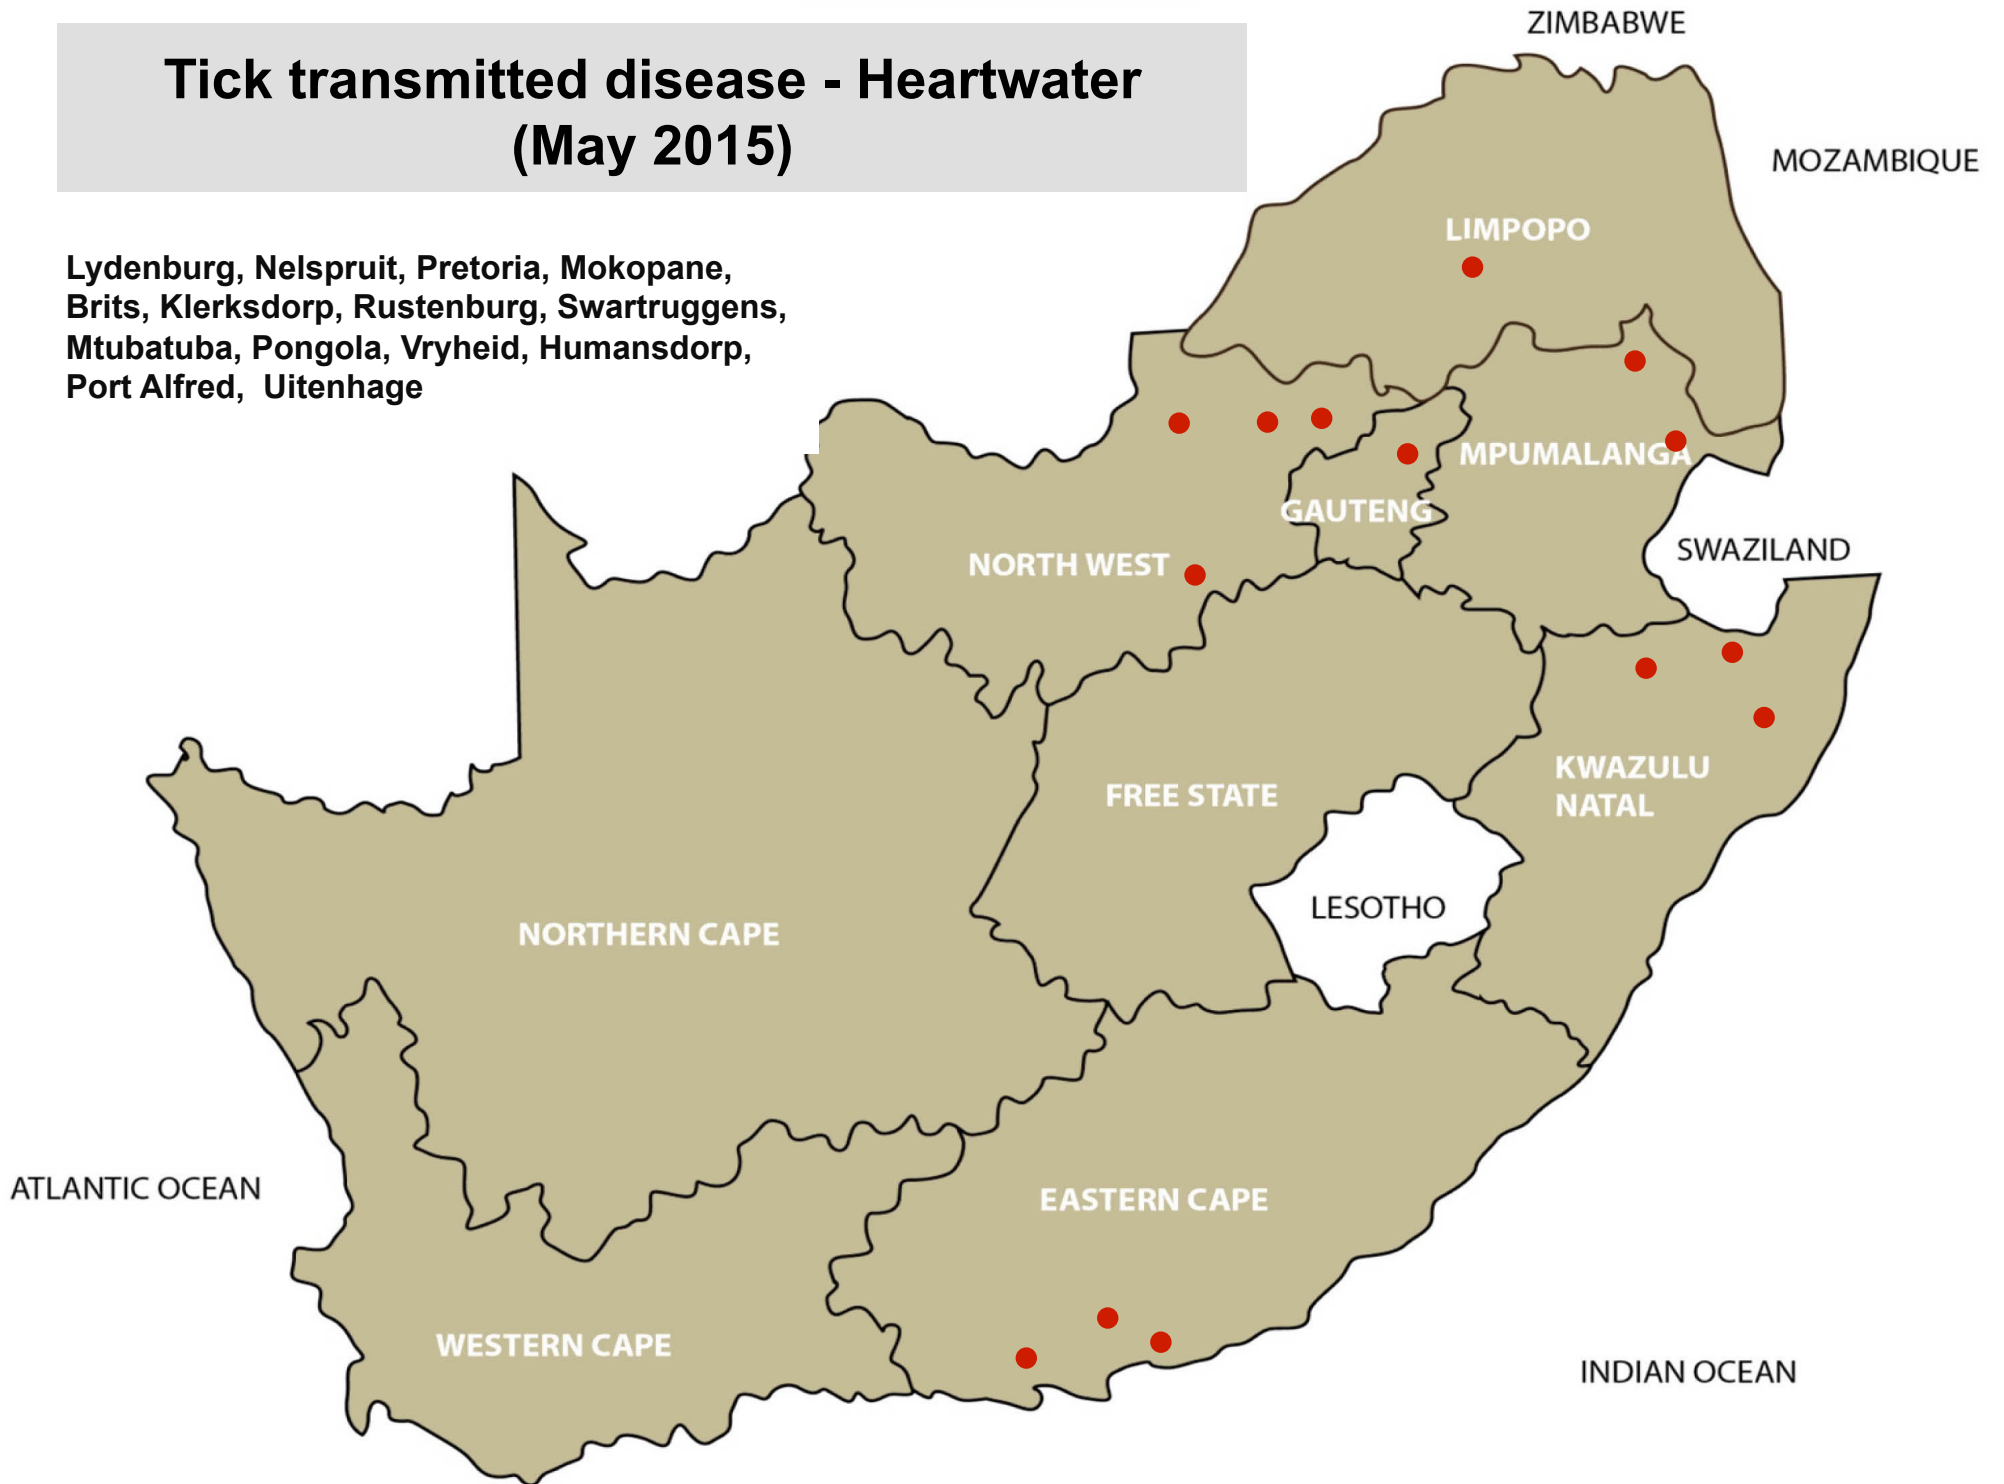 Tick transmitted disease - Heartwater
(May 2015)
Lydenburg, Nelspruit, Pretoria, Mokopane,
Brits, Klerksdorp, Rustenburg, Swartruggens,
Mtubatuba, Pongola, Vryheid, Humansdorp,
Port Alfred,  Uitenhage
ZIMBABWE
MOZAMBIQUE
LIMPOPO
MPUMALANGA
GAUTENG
NORTH WEST
SWAZILAND
KWAZULU
NATAL
FREE STATE
LESOTHO
NORTHERN CAPE
ATLANTIC OCEAN
EASTERN CAPE
WESTERN CAPE
INDIAN OCEAN